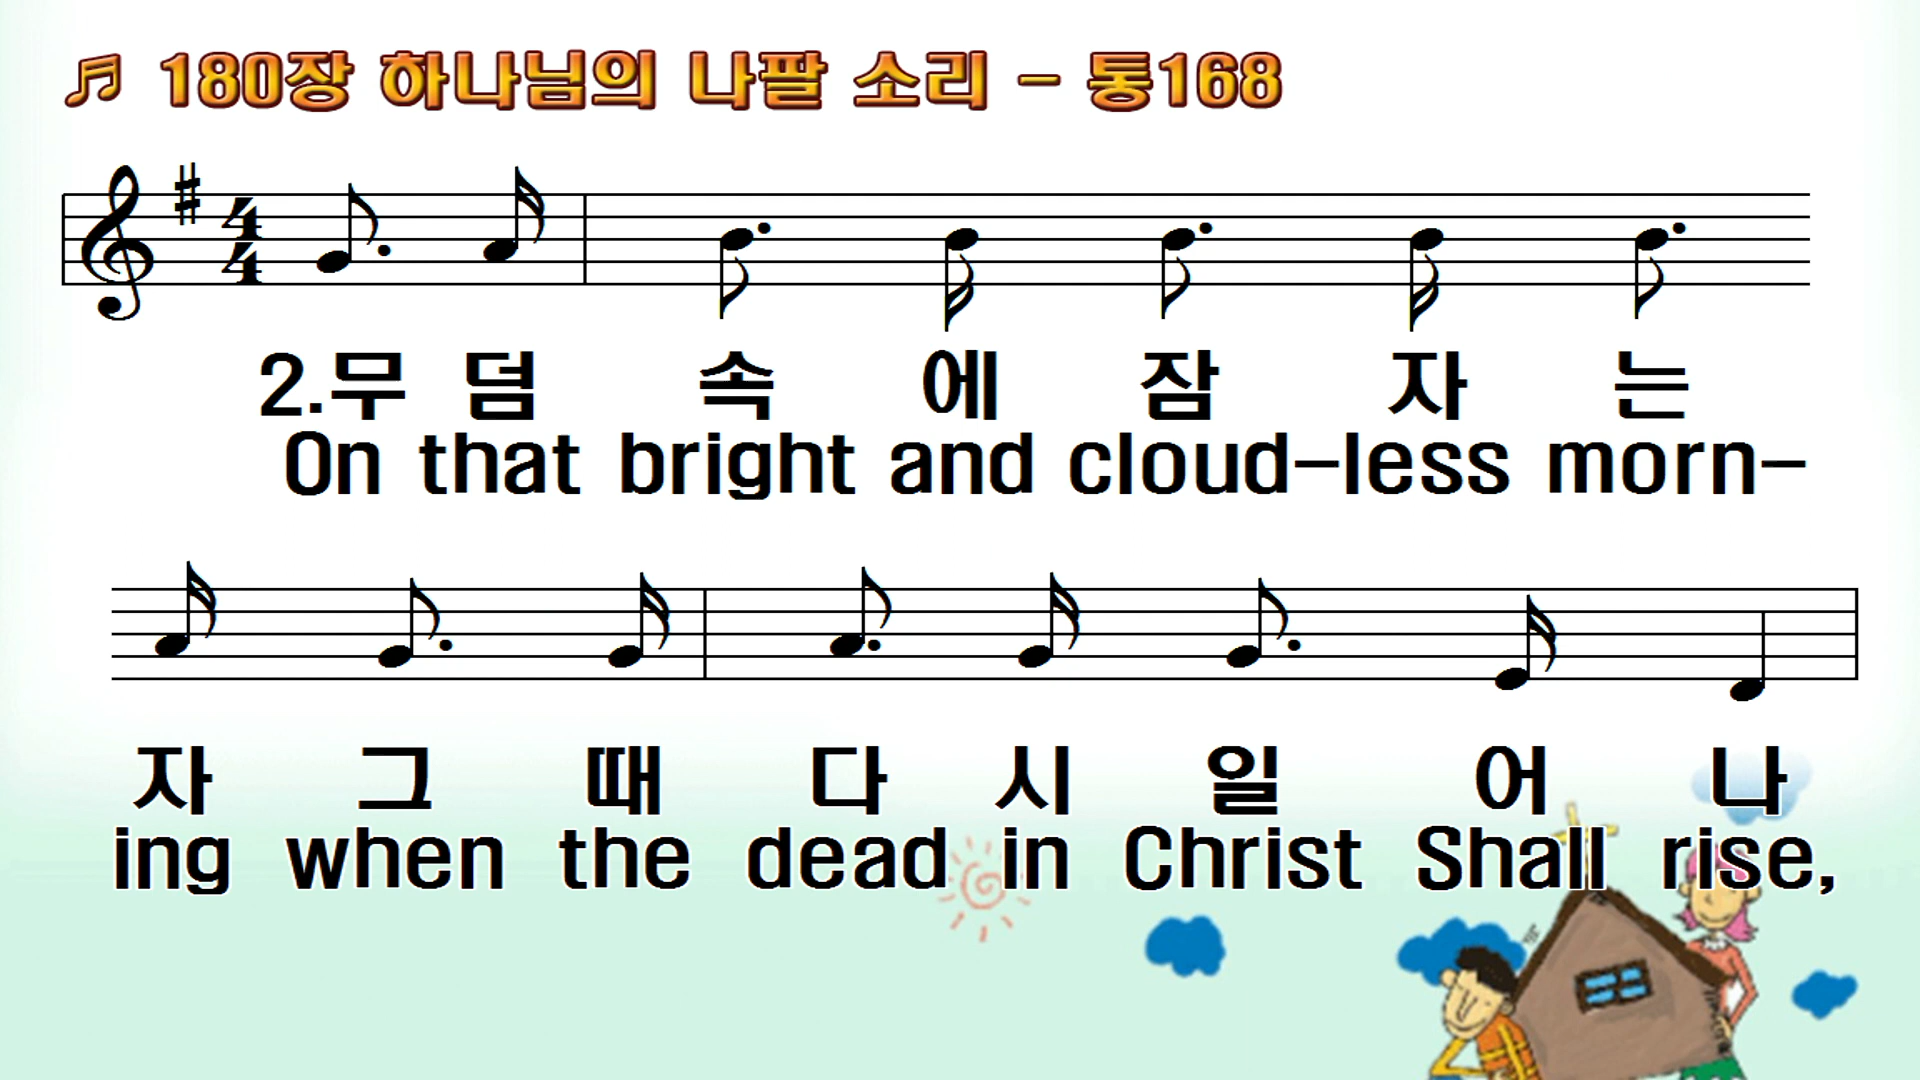 ♬ 180장 하나님의 나팔 소리 - 통168
2.무 덤 속 에 잠 자 는
On that bright and cloud-less morn-
자 그 때 다 시 일 어 나
ing when the dead in Christ Shall rise,